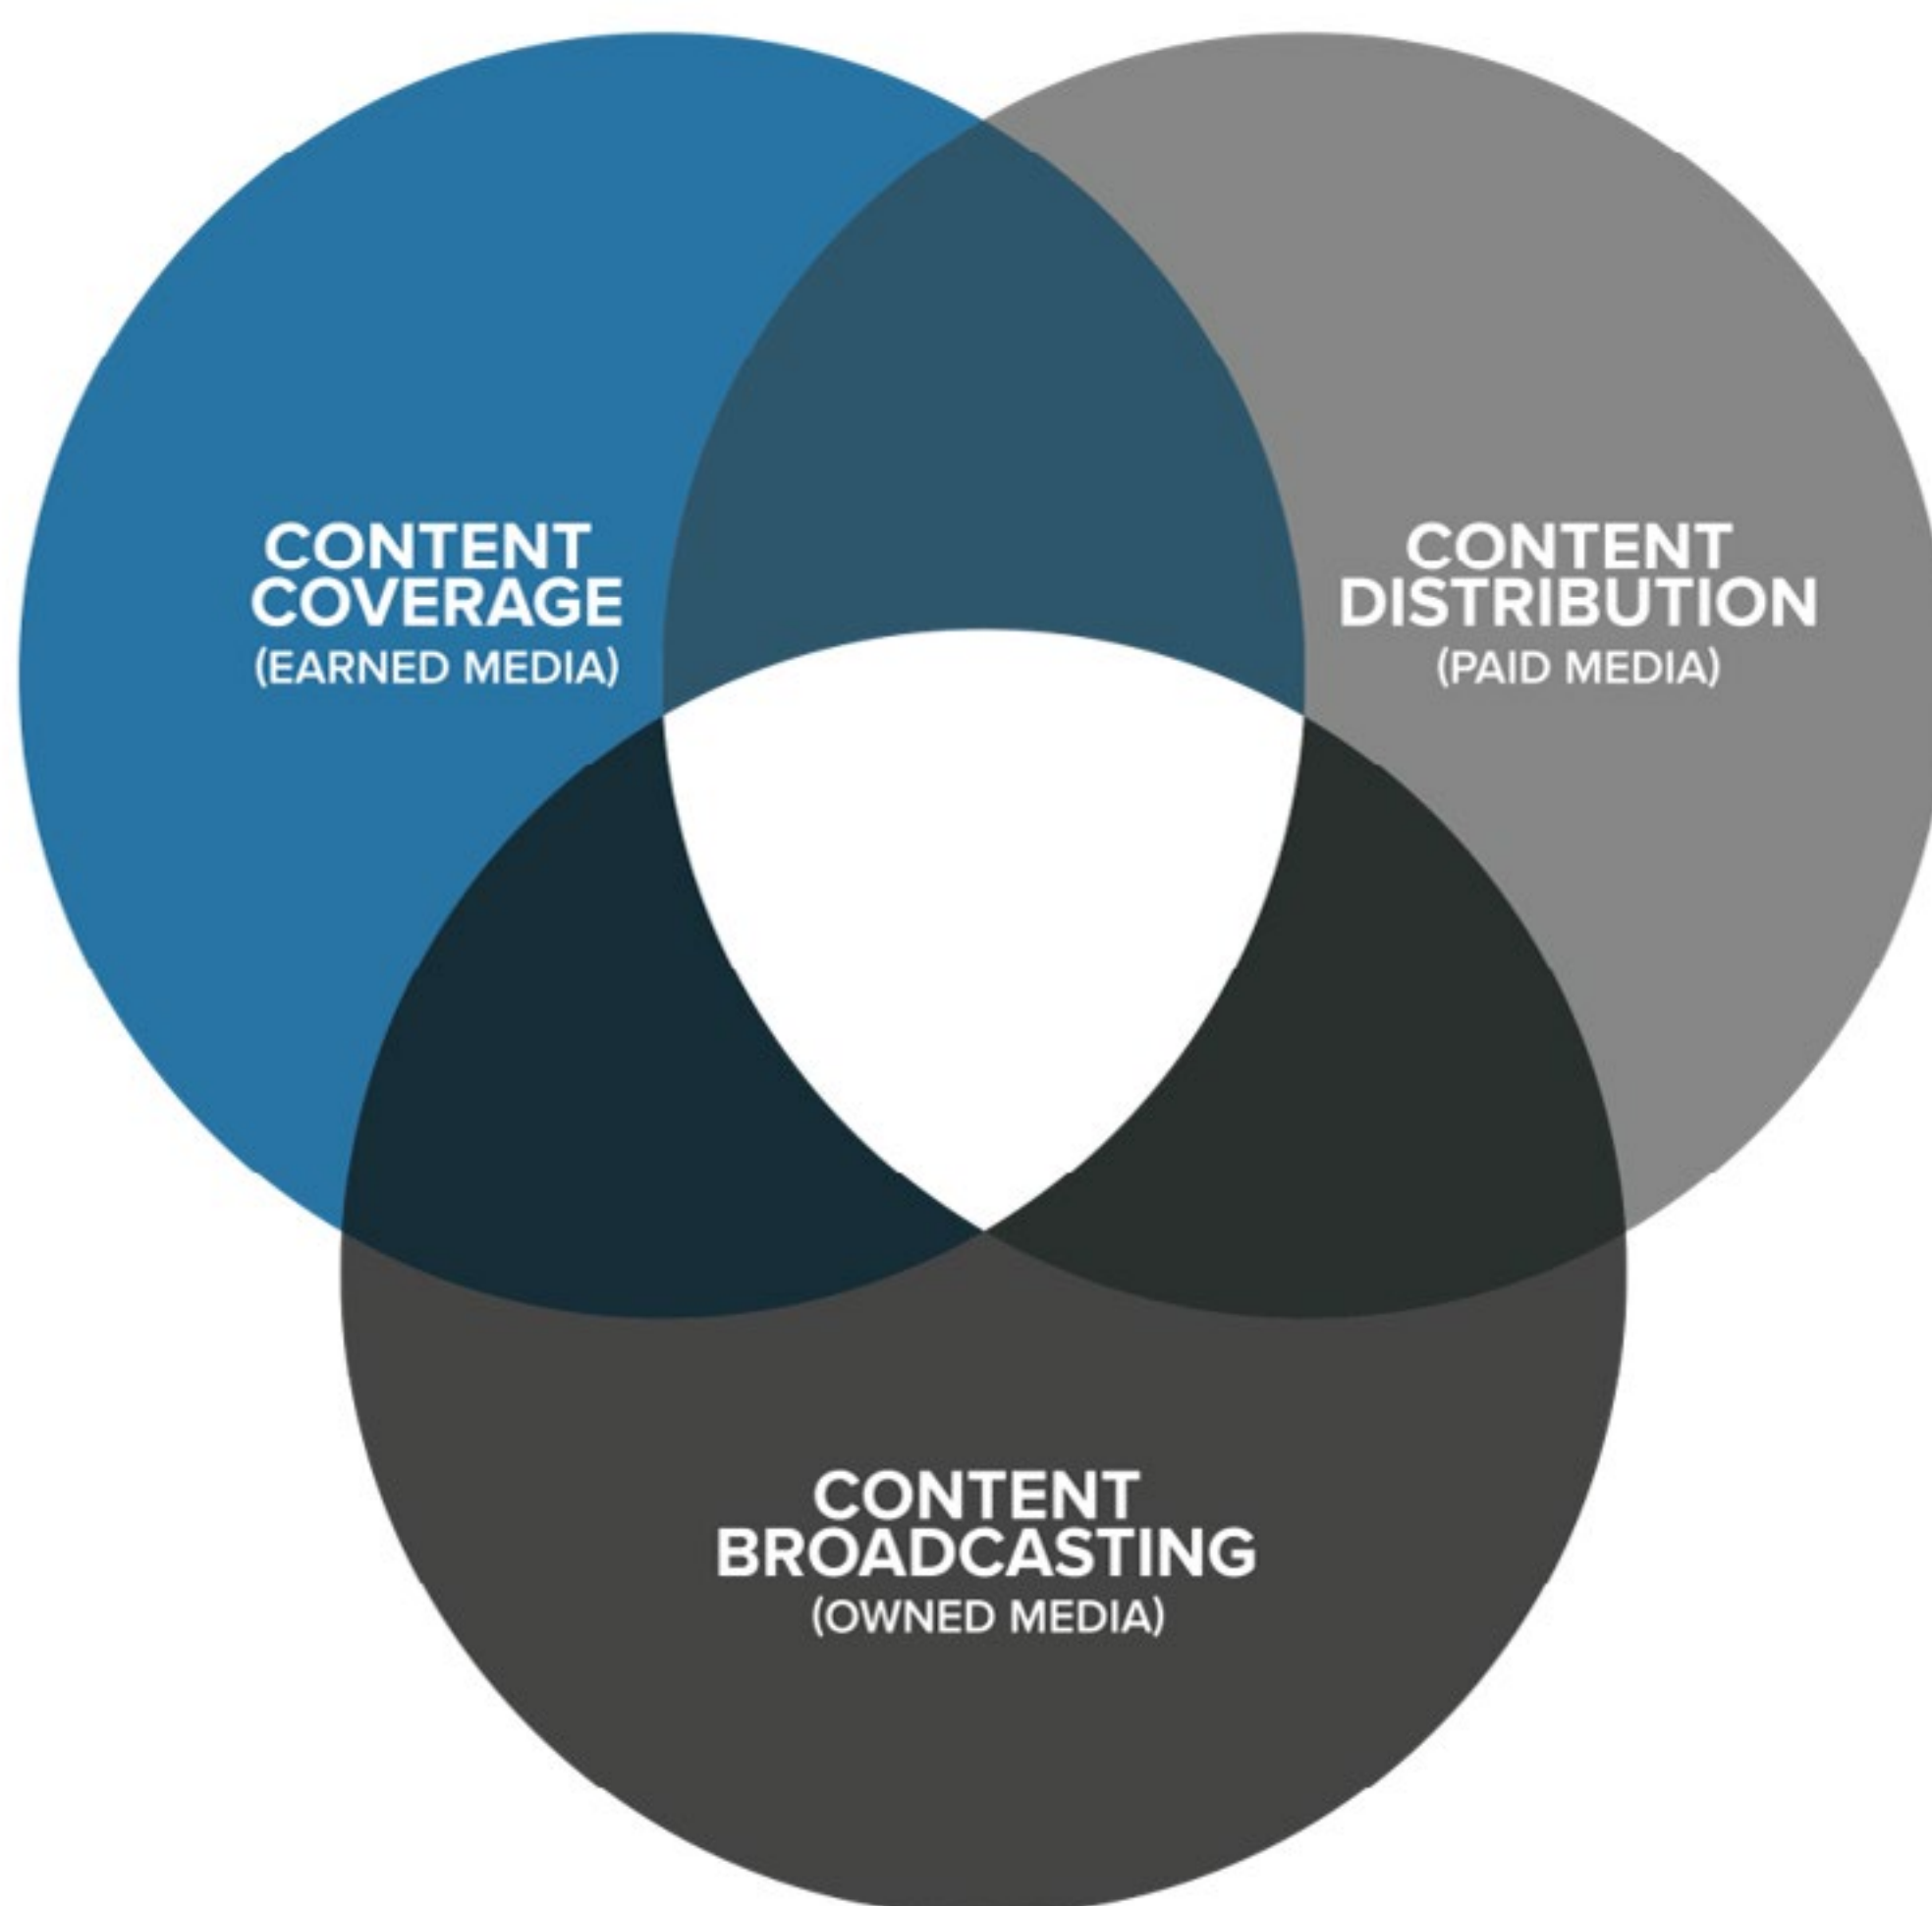 CONTENT
COVERAGE
(EARNED MEDIA)
CONTENT
DISTRIBUTION
(PAID MEDIA)
CONTENT
BROADCASTING
(OWNED MEDIA)